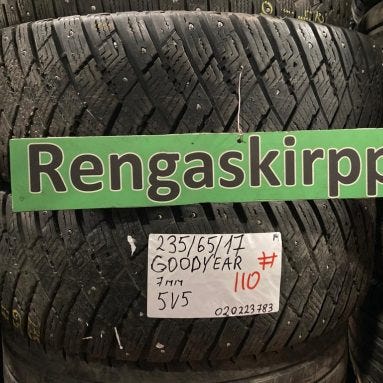 Rengaskirpp
235/65/17
GOODYEAR #
7mm 110
5V5
020223783